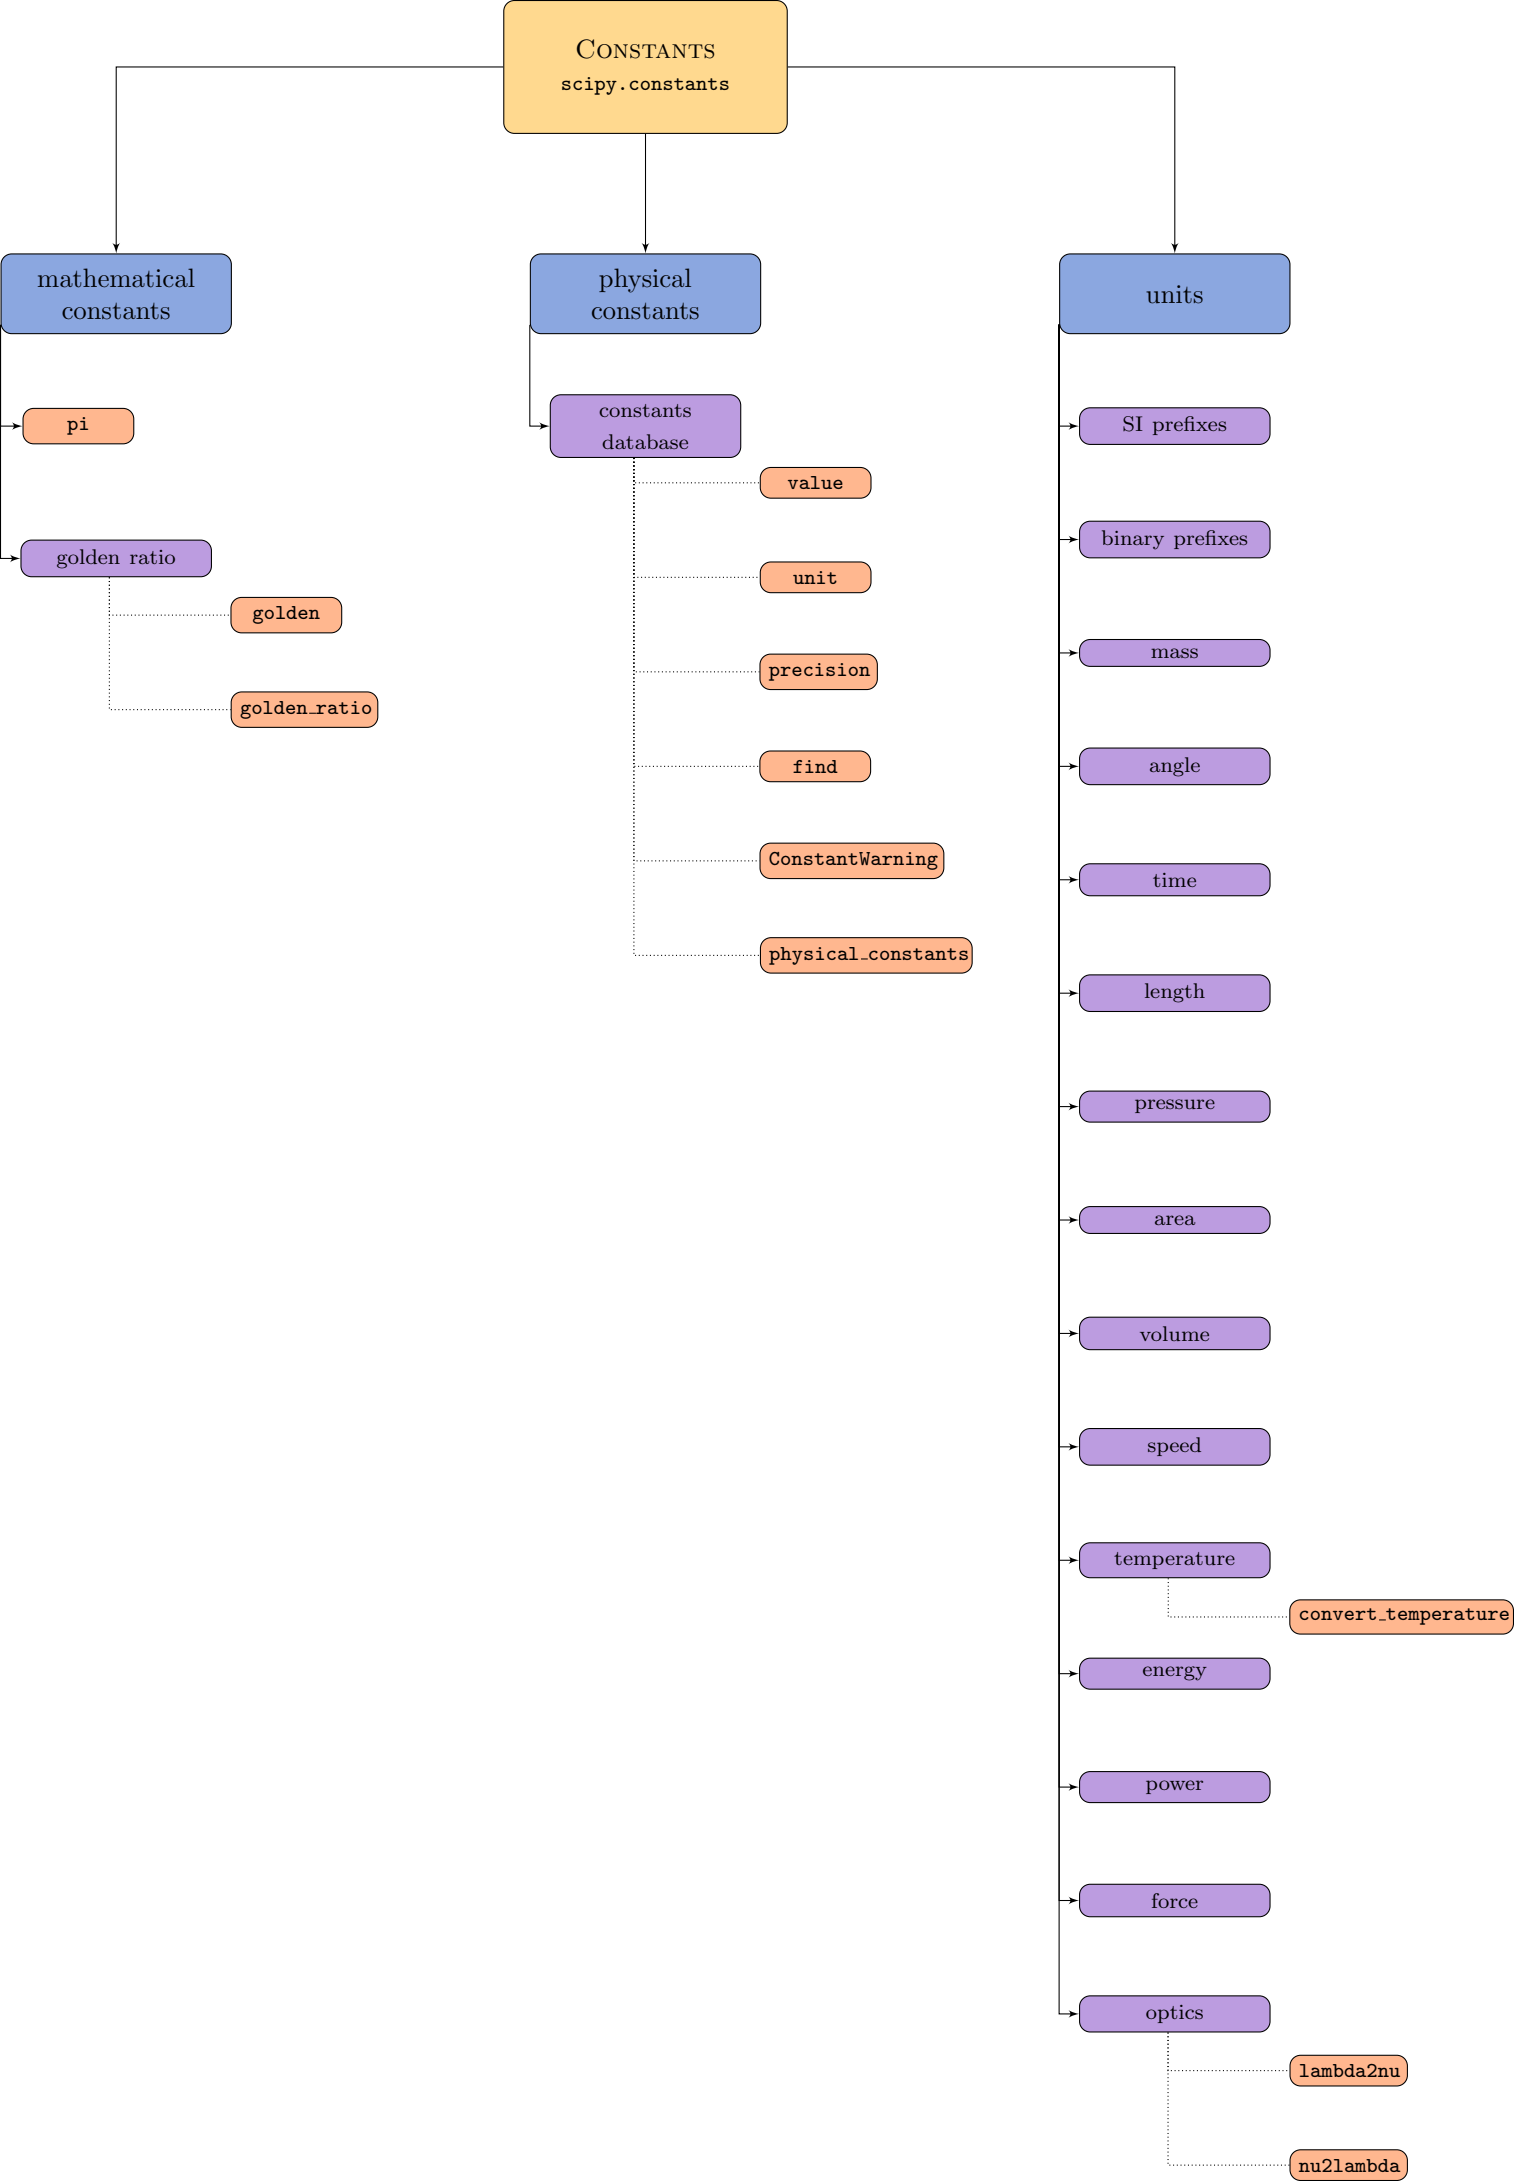 Constants
scipy.constants
mathematical
constants
pi
golden ratio
golden
golden_ratio
physical
constants
constants
database
value
unit
precision
find
ConstantWarning
physical_constants
units
SI prefixes
binary prefixes
mass
angle
time
length
pressure
area
volume
speed
temperature
convert_temperature
energy
power
force
optics
lambda2nu
nu2lambda